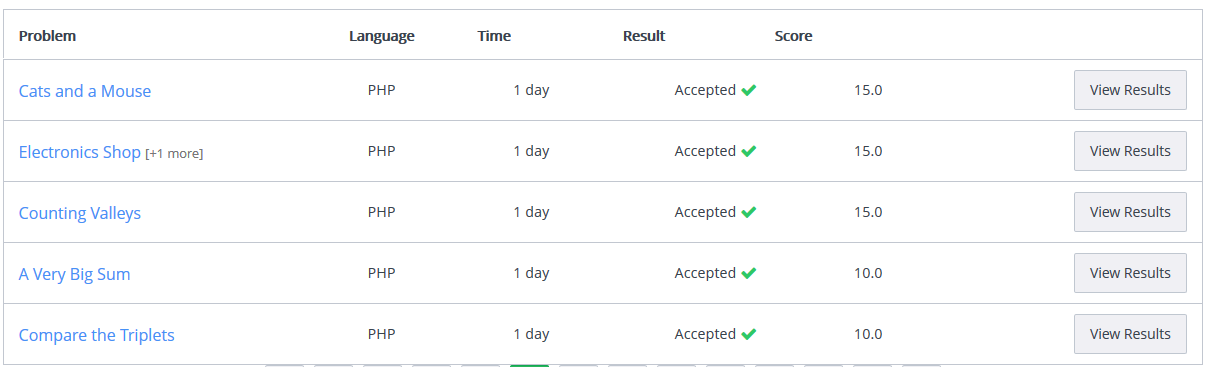 Problem Language Time Result Score
Cats and a Mouse PHP 1 day Accepted 15.0 View Results
Electronics Shop [+1 more] PHP 1 day Accepted 15.0 View Results
Counting Valleys PHP 1 day Accepted 15.0 View Results
A Very Big Sum PHP 1 day Accepted 10.0 View Results
Compare the Triplets PHP 1 day Accepted 10.0 View Results